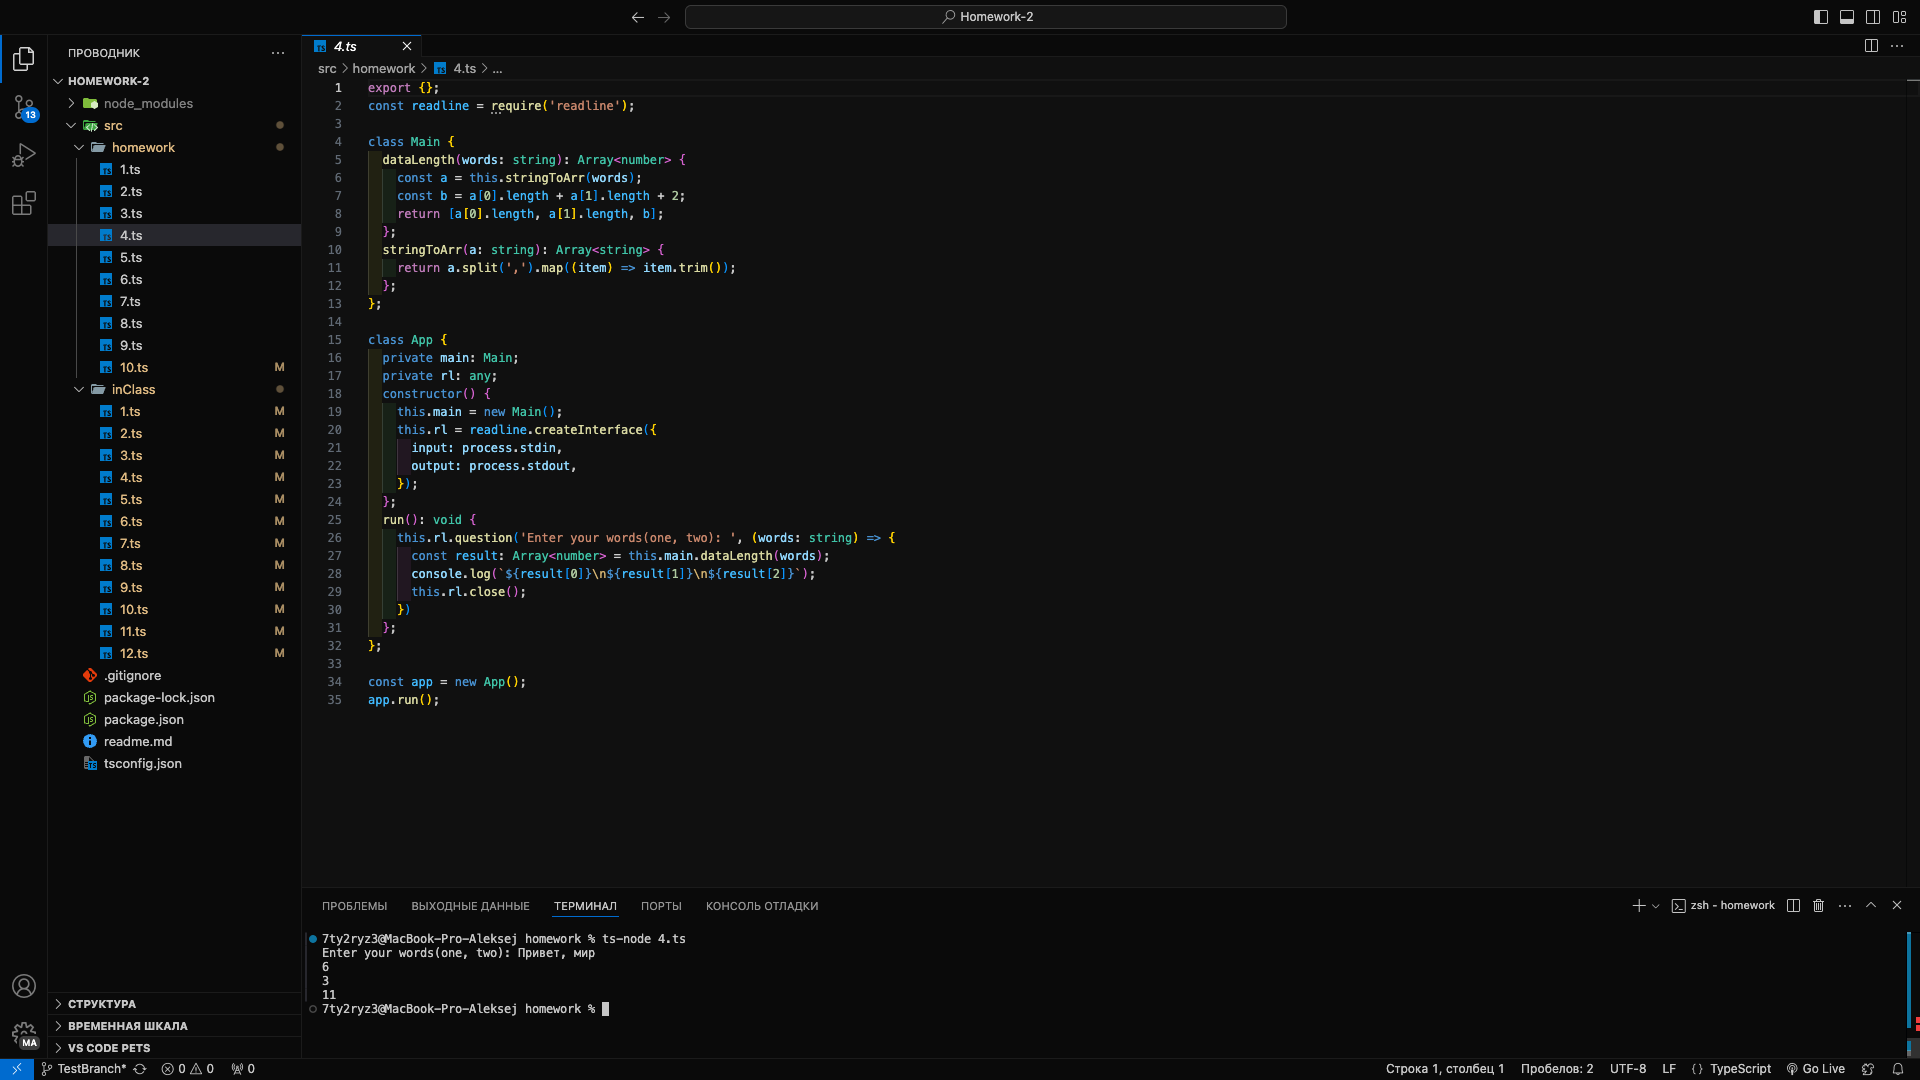 Homework-2
ПРОВОДНИК
HOMEWORK-2
node_modules
src
homework
1.ts
2.ts
3.ts
4.ts
5.ts
6.ts
7.ts
8.ts
9.ts
10.ts M
inClass
1.ts M
2.ts M
3.ts M
4.ts M
5.ts M
6.ts M
7.ts M
8.ts M
9.ts M
10.ts M
11.ts M
12.ts M
.gitignore
package-lock.json
package.json
readme.md
tsconfig.json
СТРУКТУРА
ВРЕМЕННАЯ ШКАЛА
VS CODE PETS
13
MA
4.ts
src > homework > 4.ts > ...
1 export {};
2 const readline = require('readline');
3
4 class Main {
5 dataLength(words: string): Array<number> {
6 const a = this.stringToArr(words);
7 const b = a[0].length + a[1].length + 2;
8 return [a[0].length, a[1].length, b];
9 };
10 stringToArr(a: string): Array<string> {
11 return a.split(',').map((item) => item.trim());
12 };
13 };
14
15 class App {
16 private main: Main;
17 private rl: any;
18 constructor() {
19 this.main = new Main();
20 this.rl = readline.createInterface({
21 input: process.stdin,
22 output: process.stdout,
23 });
24 };
25 run(): void {
26 this.rl.question('Enter your words(one, two): ', (words: string) => {
27 const result: Array<number> = this.main.dataLength(words);
28 console.log(`${result[0]}\n${result[1]}\n${result[2]}`);
29 this.rl.close();
30 })
31 };
32 };
33
34 const app = new App();
35 app.run();
ПРОБЛЕМЫ ВЫХОДНЫЕ ДАННЫЕ ТЕРМИНАЛ ПОРТЫ КОНСОЛЬ ОТЛАДКИ
zsh - homework
7ty2ryz3@MacBook-Pro-Aleksej homework % ts-node 4.ts
Enter your words(one, two): Привет, мир
6
3
11
7ty2ryz3@MacBook-Pro-Aleksej homework %
TestBranch* 0 0 0
Строка 1, столбец 1 Пробелов: 2 UTF-8 LF {} TypeScript Go Live